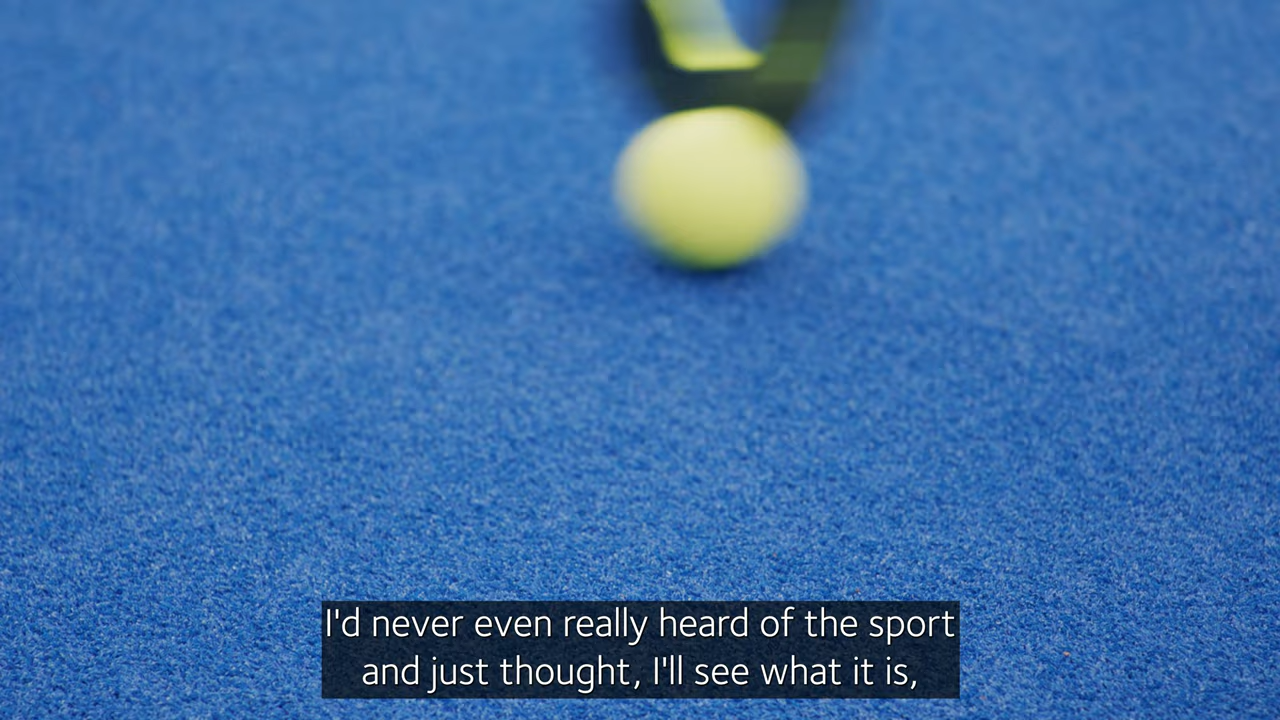 I'd never even really heard of the sport
and just thought, I'll see what it is,